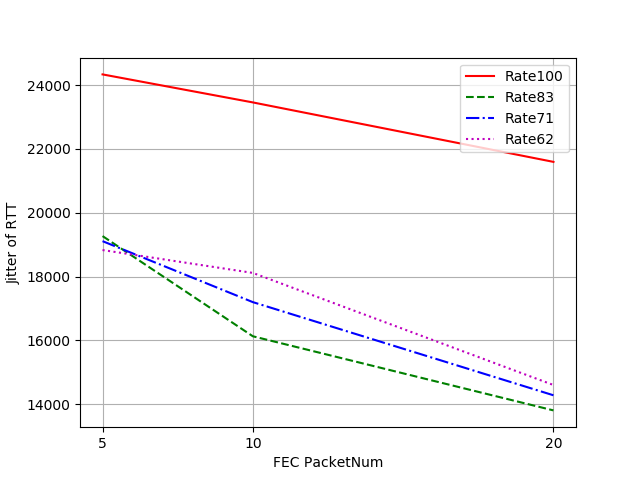 24000
22000
20000
18000
16000
14000
Jitter of RTT
5
10
20
FEC PacketNum
Rate100
Rate83
Rate71
Rate62